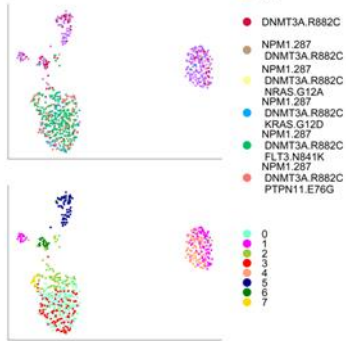 DNMT3A.R882C
NPM1.287
DNMT3A.R882C
NPM1.287
DNMT3A.R882C
NRAS.G12A
NPM1.287
DNMT3A.R882C
KRAS.G12D
NPM1.287
DNMT3A.R882C
FLT3.N841K
NPM1.287
DNMT3A.R882C
PTPN11.E76G
0
1
2
3
4
5
6
7